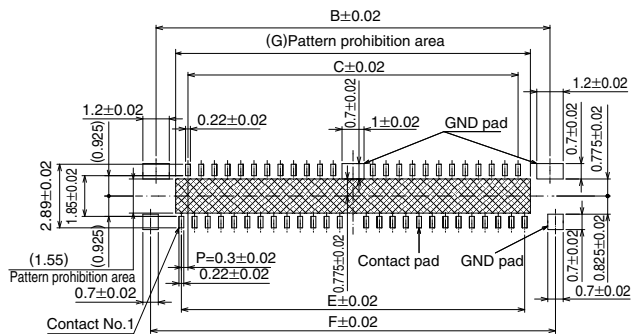 B±0.02
(G)Pattern prohibition area
C±0.02
1.2±0.02
1.2±0.02
0.22±0.02
0.7±0.02
1±0.02
GND pad
0.7±0.02
0.775±0.02
(0.925)
2.89±0.02
1.85±0.02
(0.925)
(1.55)
Pattern prohibition area
P=0.3±0.02
0.22±0.02
0.775±0.02
Contact pad
GND pad
0.7±0.02
0.825±0.02
0.7±0.02
E±0.02
0.7±0.02
Contact No.1
F±0.02